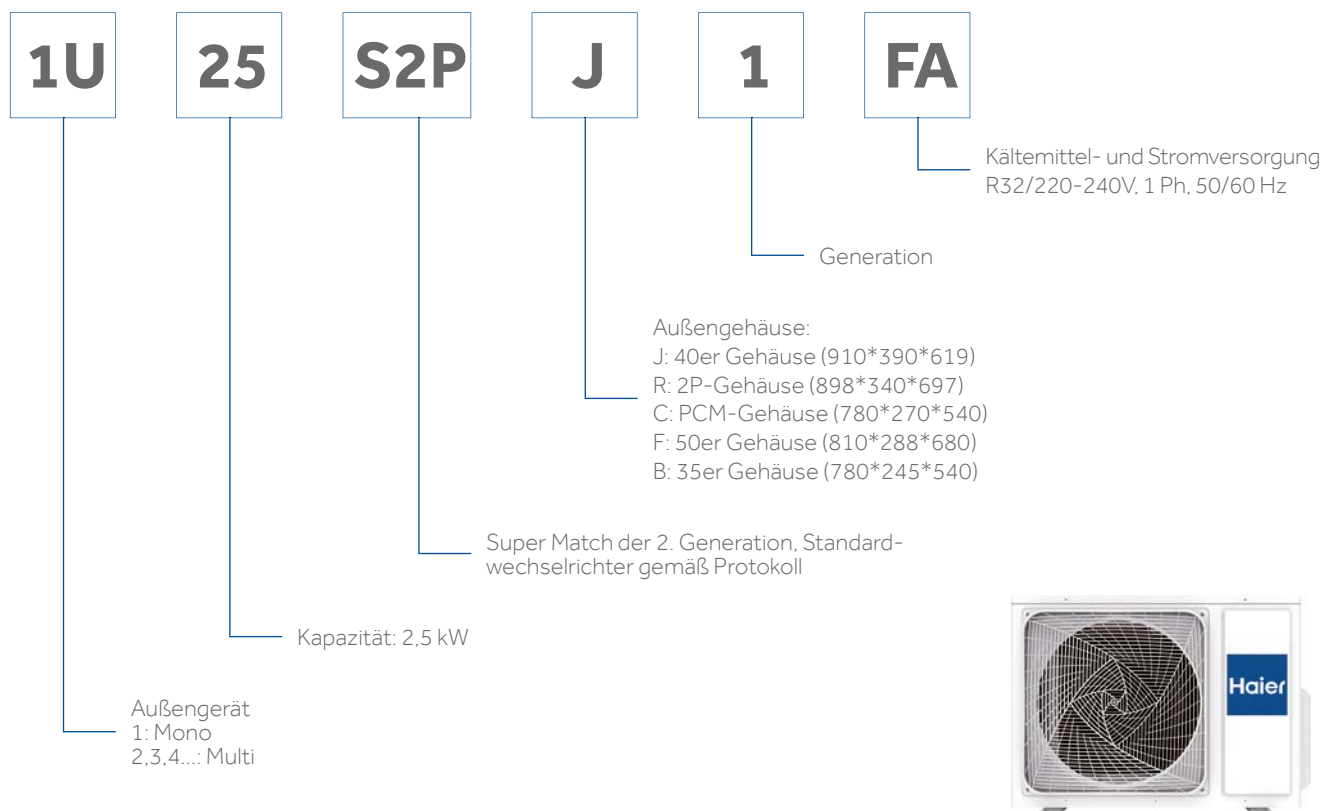 1U 25 S2P J 1 FA
Kältemittel- und Stromversorgung
R32/220-240V, 1 Ph, 50/60 Hz
Generation
Außengehäuse:
J: 40er Gehäuse (910*390*619)
R: 2P-Gehäuse (898*340*697)
C: PCM-Gehäuse (780*270*540)
F: 50er Gehäuse (810*288*680)
B: 35er Gehäuse (780*245*540)
Super Match der 2. Generation, Standard-
wechselrichter gemäß Protokoll
Kapazität: 2,5 kW
Außengerät
1: Mono
2,3,4...: Multi
Haier